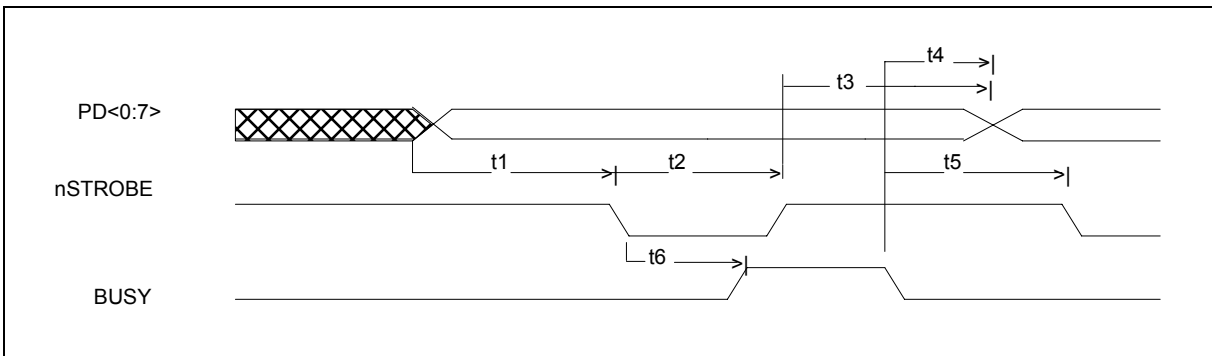 t4
t3
PD<0:7>
t1
t2
t5
nSTROBE
t6
BUSY